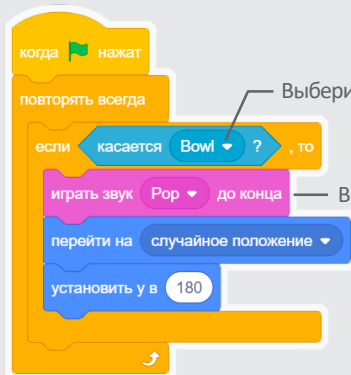 когда нажат
повторять всегда
Выбери
если касается Bowl ? , то
играть звук Pop до конца
В
перейти на случайное положение
установить y в 180